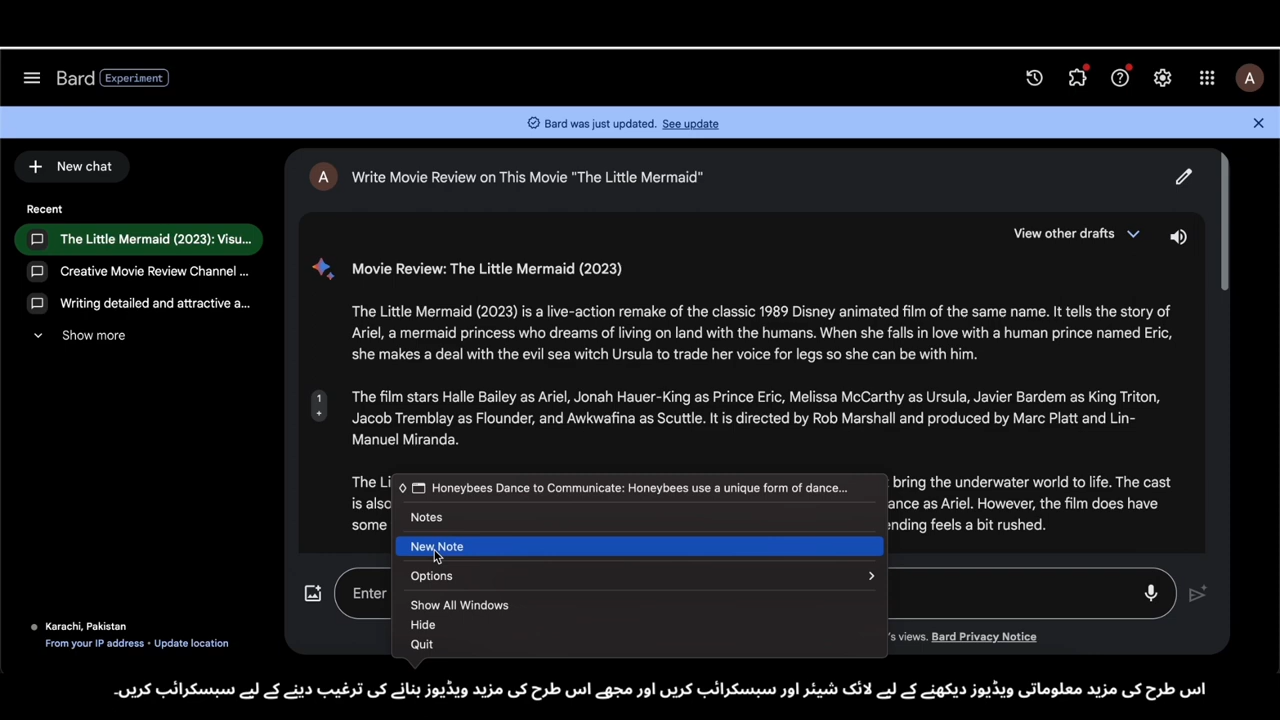 Bard Experiment
A
Bard was just updated. See update
New chat
Recent
The Little Mermaid (2023): Visu...
Creative Movie Review Channel ...
Writing detailed and attractive a...
Show more
Karachi, Pakistan
From your IP address • Update location
A
Write Movie Review on This Movie "The Little Mermaid"
View other drafts
Movie Review: The Little Mermaid (2023)
The Little Mermaid (2023) is a live-action remake of the classic 1989 Disney animated film of the same name. It tells the story of
Ariel, a mermaid princess who dreams of living on land with the humans. When she falls in love with a human prince named Eric,
she makes a deal with the evil sea witch Ursula to trade her voice for legs so she can be with him.
1
+
The film stars Halle Bailey as Ariel, Jonah Hauer-King as Prince Eric, Melissa McCarthy as Ursula, Javier Bardem as King Triton,
Jacob Tremblay as Flounder, and Awkwafina as Scuttle. It is directed by Rob Marshall and produced by Marc Platt and Lin-
Manuel Miranda.
The Li bring the underwater world to life. The cast
is also ance as Ariel. However, the film does have
some ending feels a bit rushed.
Honeybees Dance to Communicate: Honeybees use a unique form of dance...
Notes
New Note
Options
Show All Windows
Hide
Quit
Enter
's views. Bard Privacy Notice
اس طرح کی مزید معلوماتی ویڈیوز دیکھنے کے لیے لائک شیئر اور سبسکرائب کریں اور مجھے اس طرح کی مزید ویڈیوز بنانے کی ترغیب دینے کے لیے سبسکرائب کریں۔